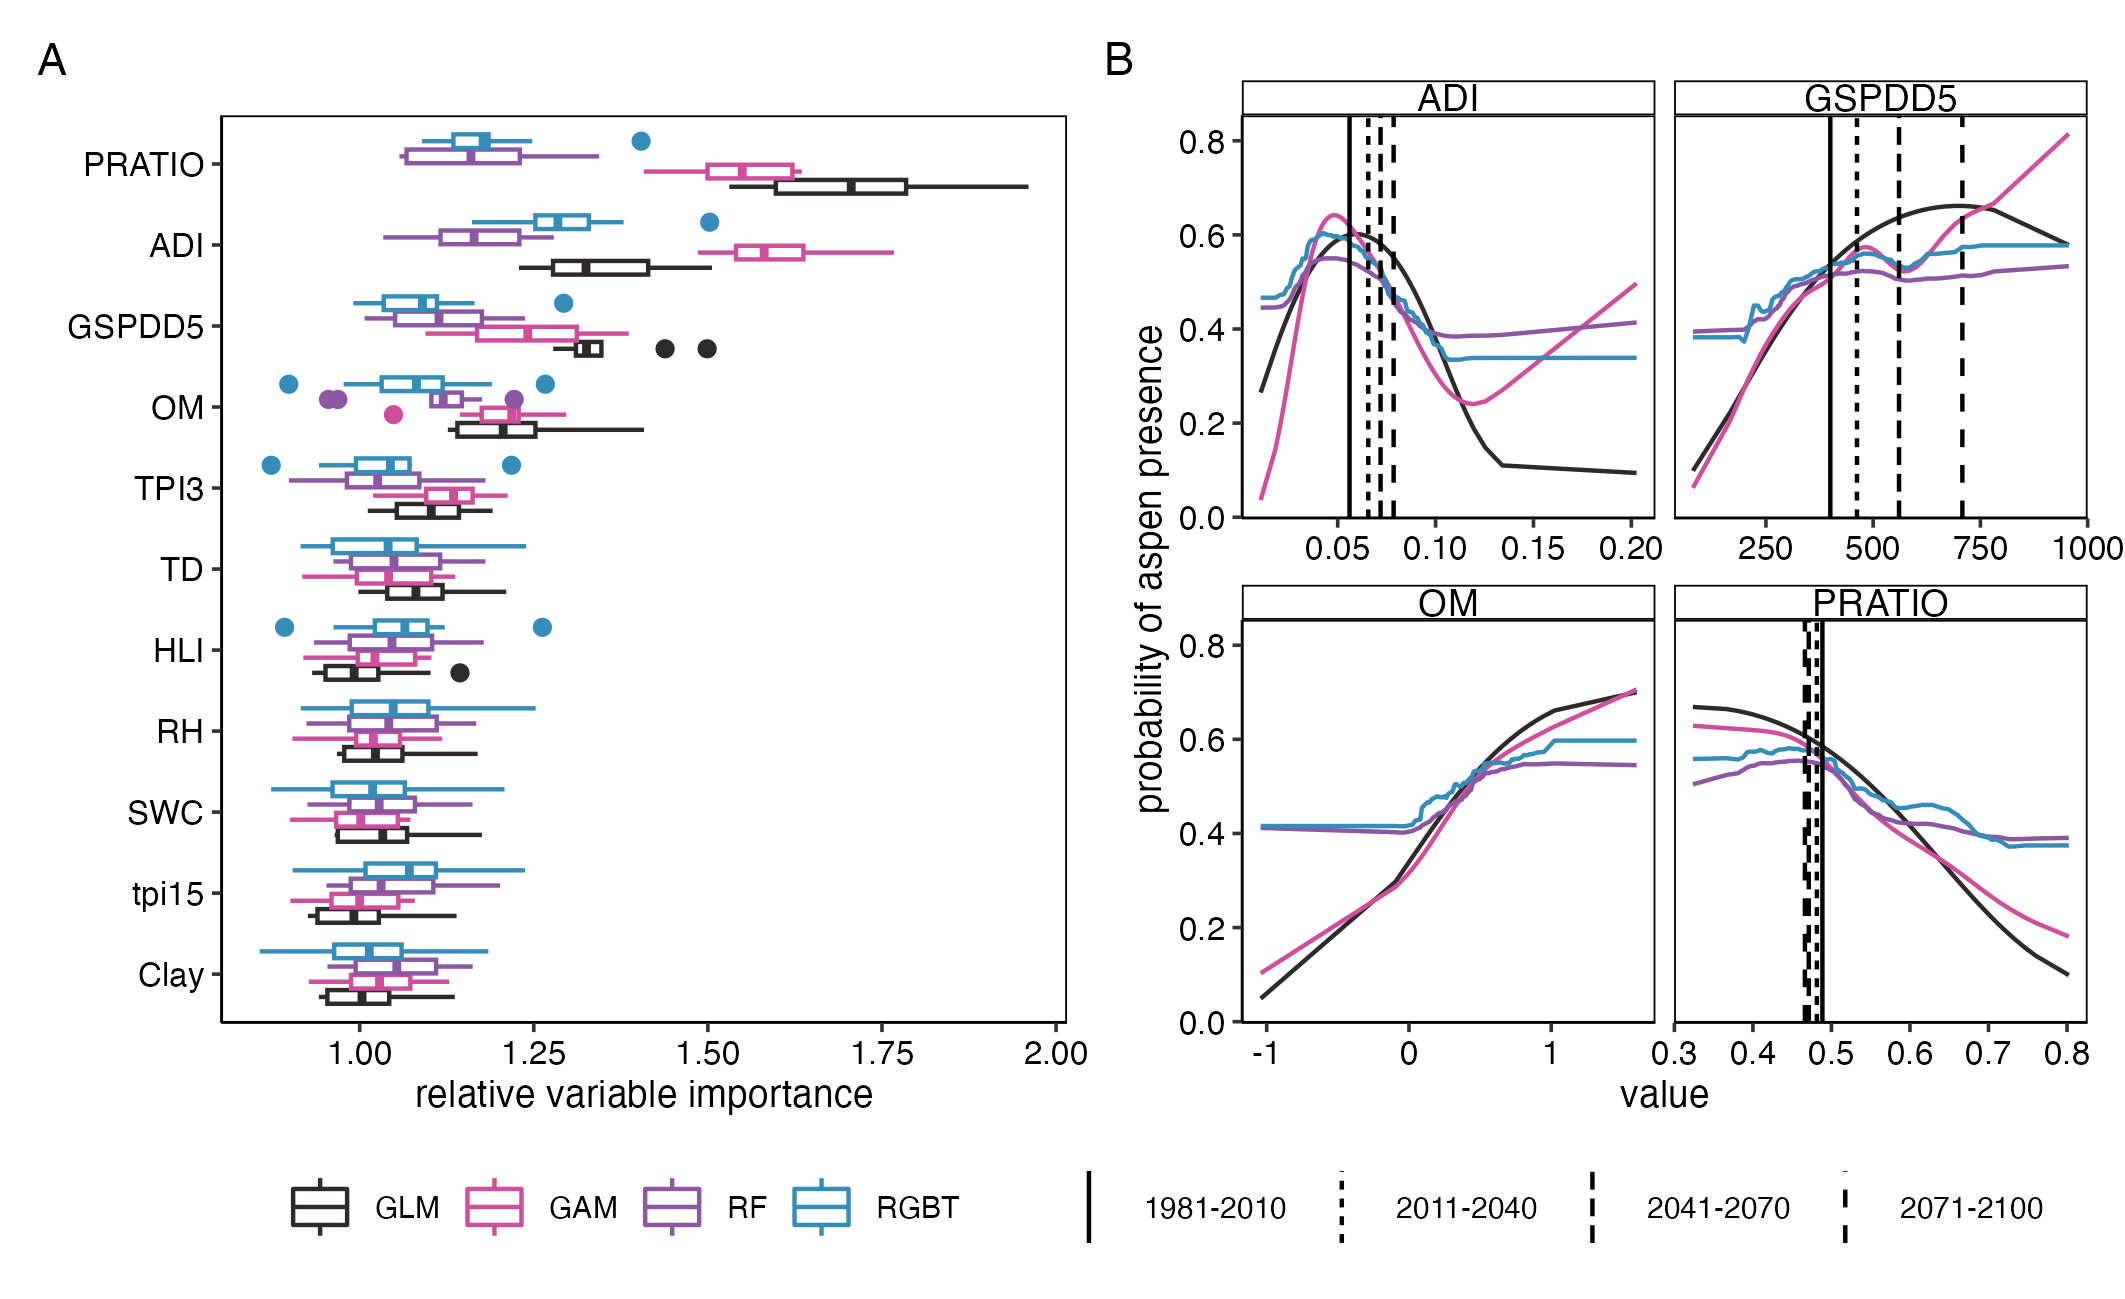 A
PRATIO
ADI
GSPDD5
OM
TPI3
TD
HLI
RH
SWC
tpi15
Clay
1.00 1.25 1.50 1.75 2.00
relative variable importance
B
probability of aspen presence
ADI GSPDD5
0.8
0.6
0.4
0.2
0.0
0.05 0.10 0.15 0.20 250 500 750 1000
OM PRATIO
0.8
0.6
0.4
0.2
0.0
-1 0 1 0.3 0.4 0.5 0.6 0.7 0.8
value
GLM GAM RF RGBT 1981-2010 2011-2040 2041-2070 2071-2100